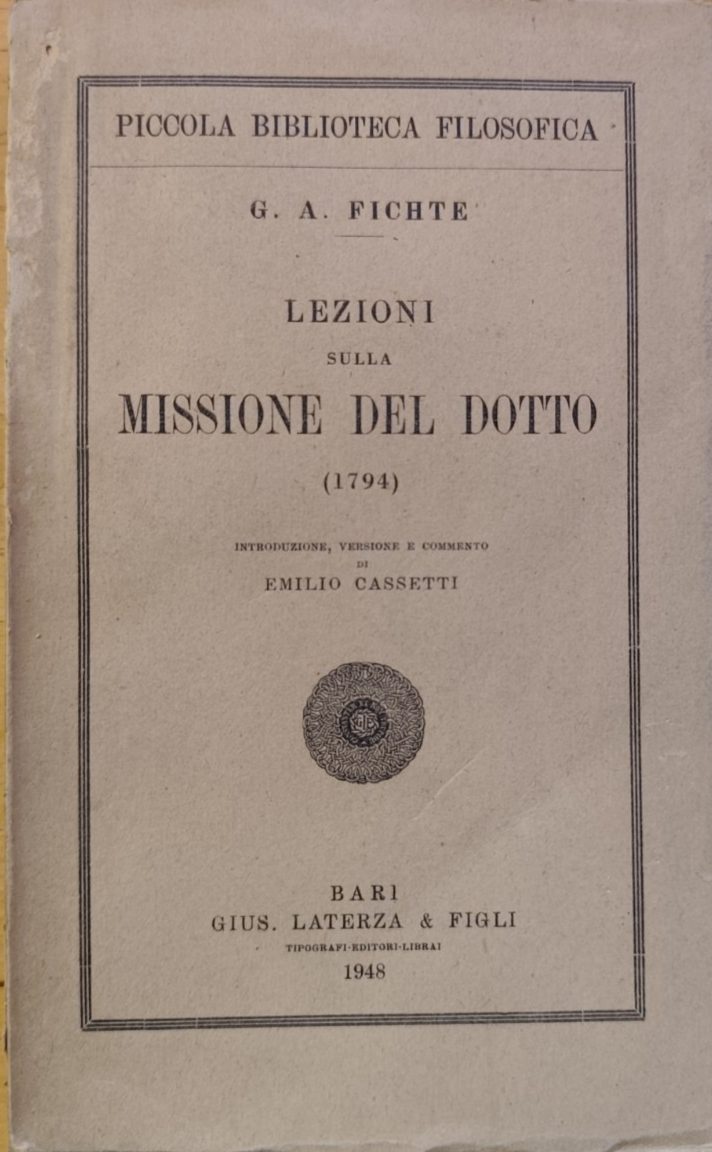 PICCOLA BIBLIOTECA FILOSOFICA
G. A. FICHTE
LEZIONI
SULLA
MISSIONE DEL DOTTO
(1794)
INTRODUZIONE, VERSIONE E COMMENTO
DI
EMILIO CASSETTI
BARI
GIUS. LATERZA & FIGLI
TIPOGRAFI-EDITORI-LIBRAI
1948